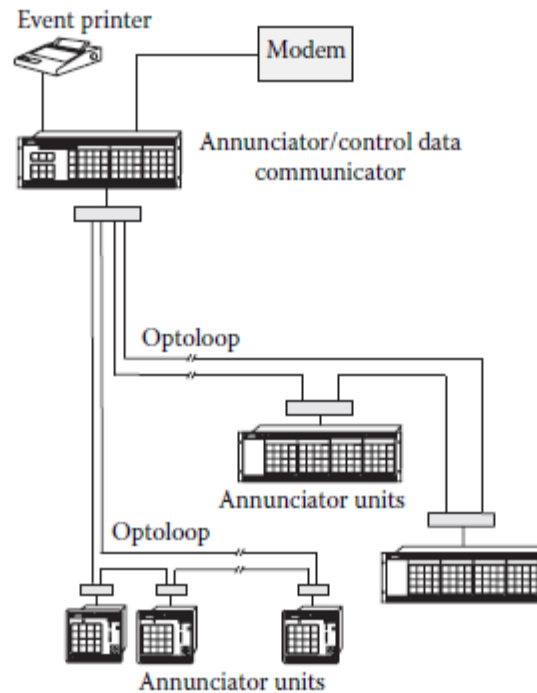 Event printer
Modem
Annunciator/control data
communicator
Optoloop
Annunciator units
Optoloop
Annunciator units